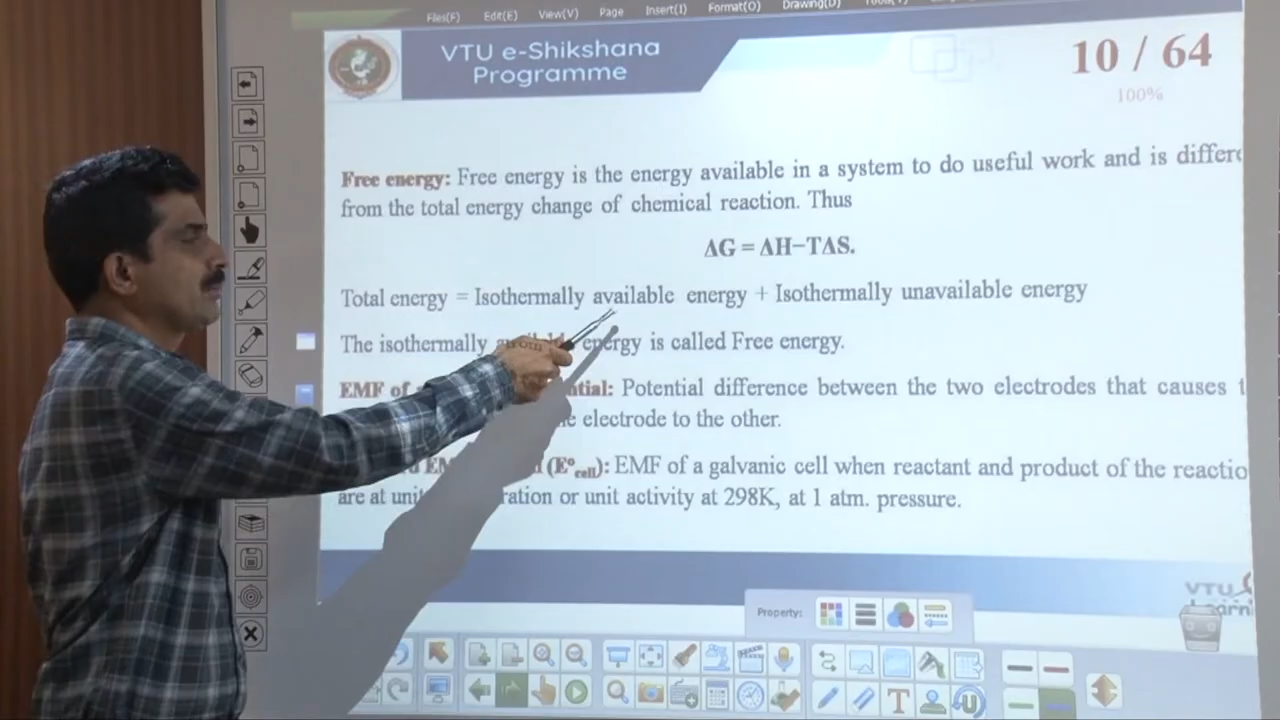 Files(F) Edit(E) View(V) Page Insert(I) Format(O) Drawing(D)
VTU e-Shikshana
Programme
10 / 64
100%
Free energy: Free energy is the energy available in a system to do useful work and is differe
from the total energy change of chemical reaction. Thus
ΔG = ΔH−TΔS.
Total energy = Isothermally available energy + Isothermally unavailable energy
The isothermally energy is called Free energy.
EMF of Potential difference between the two electrodes that causes t
electrode to the other.
(E°cell): EMF of a galvanic cell when reactant and product of the reactio
are at unit or unit activity at 298K, at 1 atm. pressure.
VTU
Property: